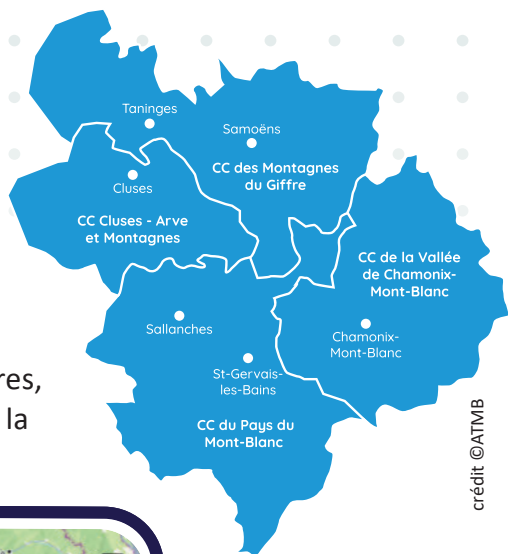 Taninges
Samoëns
CC des Montagnes
du Giffre
Cluses
CC Cluses - Arve
et Montagnes
CC de la Vallée
de Chamonix-
Mont-Blanc
Sallanches
Chamonix-
Mont-Blanc
St-Gervais-
les-Bains
CC du Pays du
Mont-Blanc
res,
la
crédit ©ATMB